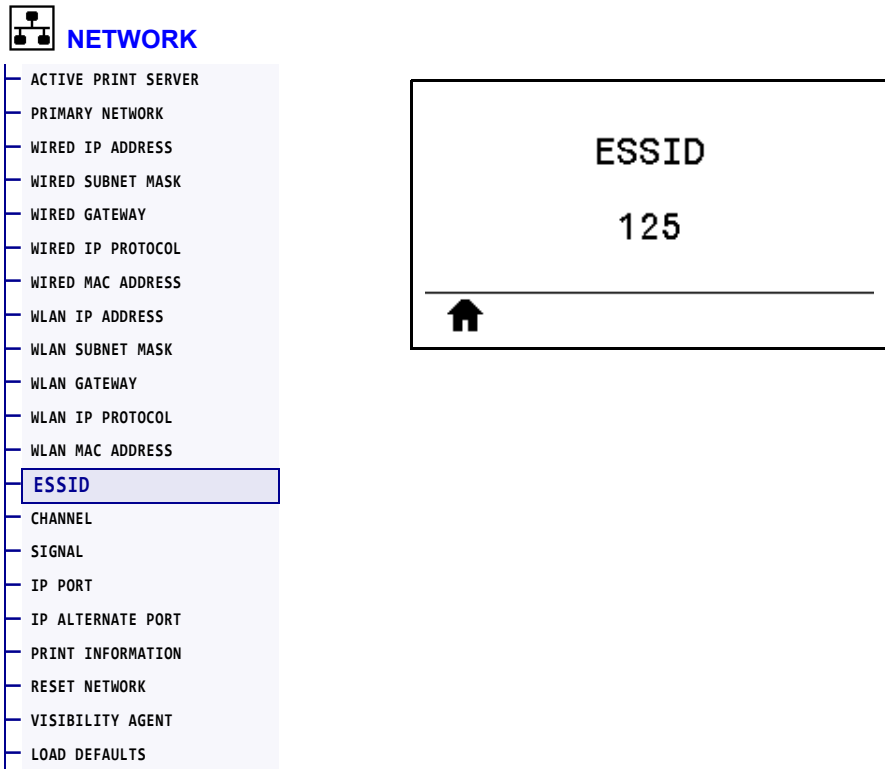 NETWORK
ACTIVE PRINT SERVER
PRIMARY NETWORK
WIRED IP ADDRESS
WIRED SUBNET MASK
WIRED GATEWAY
WIRED IP PROTOCOL
WIRED MAC ADDRESS
WLAN IP ADDRESS
WLAN SUBNET MASK
WLAN GATEWAY
WLAN IP PROTOCOL
WLAN MAC ADDRESS
ESSID
CHANNEL
SIGNAL
IP PORT
IP ALTERNATE PORT
PRINT INFORMATION
RESET NETWORK
VISIBILITY AGENT
LOAD DEFAULTS
ESSID
125